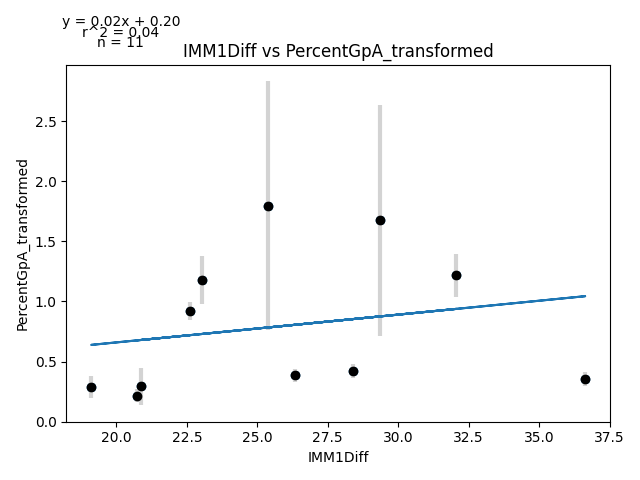 y = 0.02x + 0.20
r^2 = 0.04
n = 11
IMM1Diff vs PercentGpA_transformed
PercentGpA_transformed
2.5
2.0
1.5
1.0
0.5
0.0
20.0 22.5 25.0 27.5 30.0 32.5 35.0 37.5
IMM1Diff